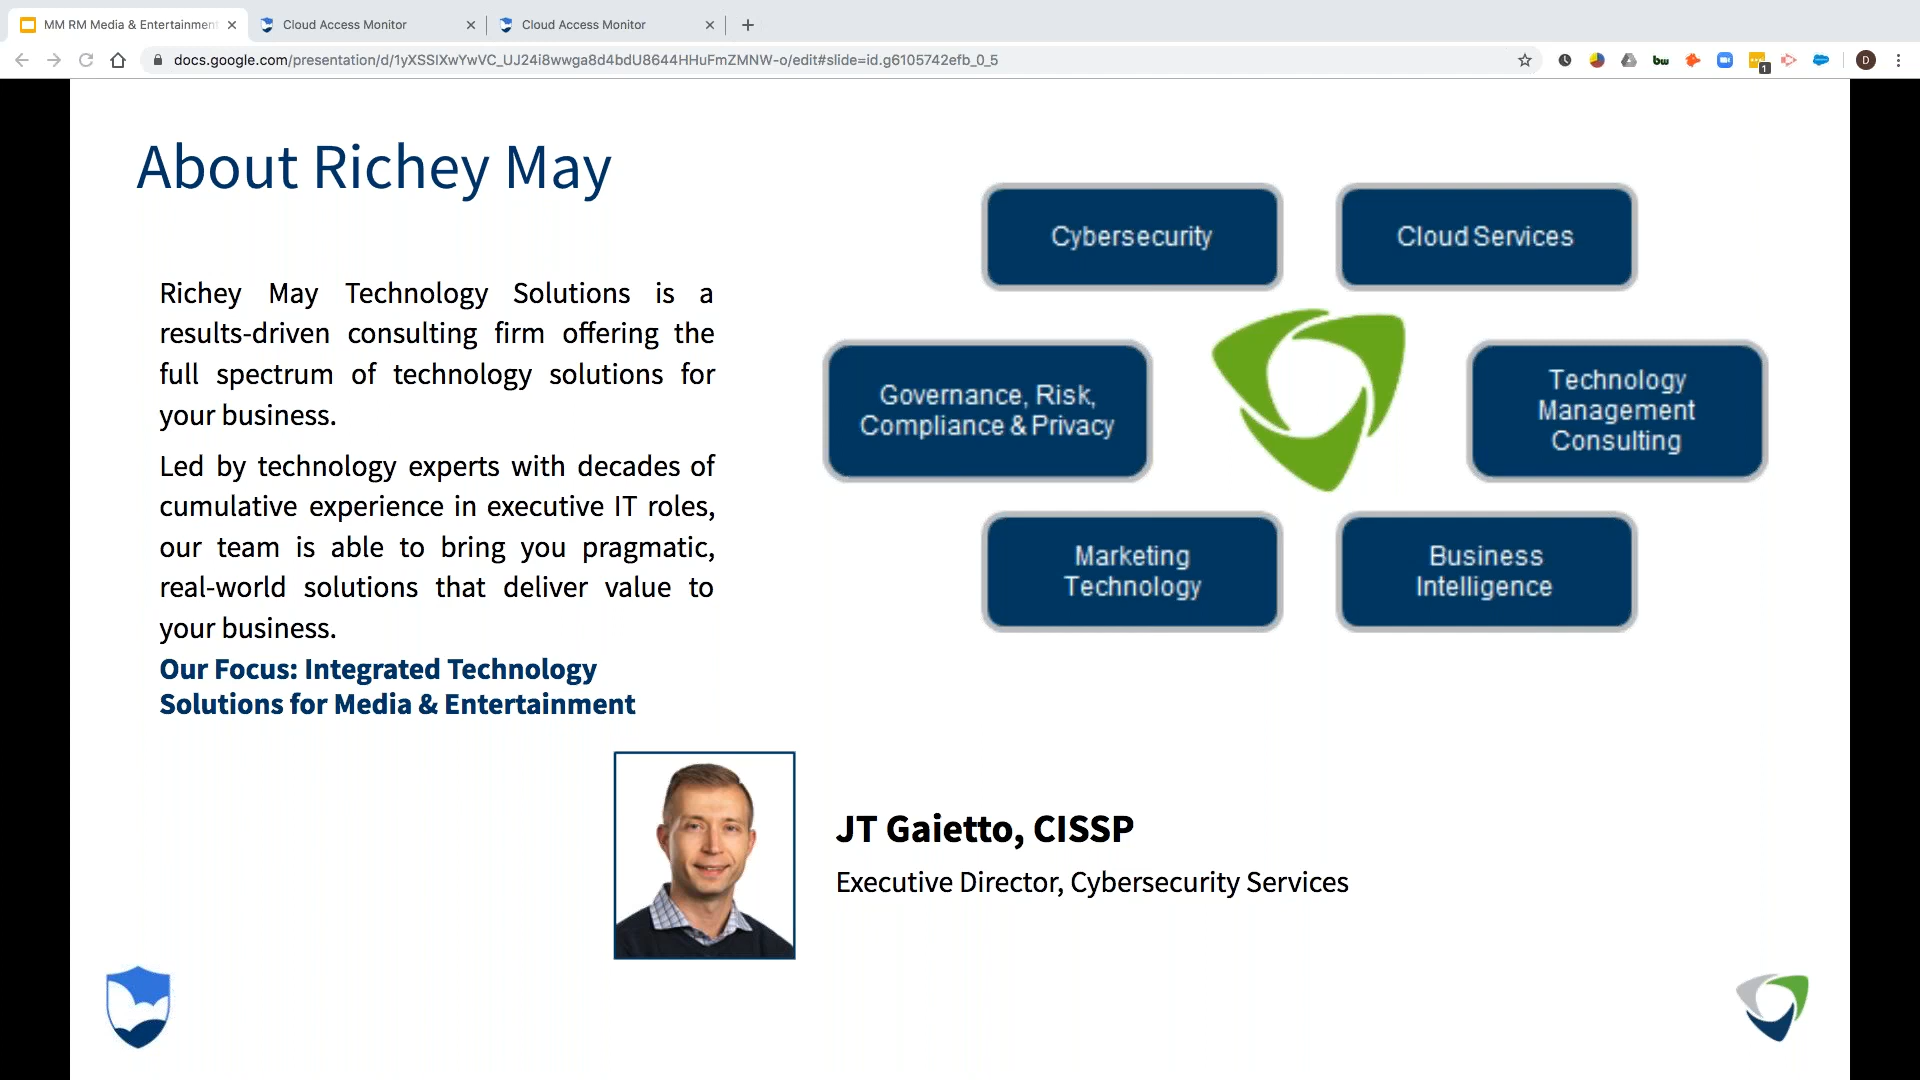 MM RM Media & Entertainment
Cloud Access Monitor
Cloud Access Monitor
docs.google.com/presentation/d/1yXSSIXwYwVC_UJ24i8wwga8d4bdU8644HHuFmZMNW-o/edit#slide=id.g6105742efb_0_5
bw
1
D
About Richey May
Richey May Technology Solutions is a
results-driven consulting firm offering the
full spectrum of technology solutions for
your business.
Led by technology experts with decades of
cumulative experience in executive IT roles,
our team is able to bring you pragmatic,
real-world solutions that deliver value to
your business.
Our Focus: Integrated Technology
Solutions for Media & Entertainment
Cybersecurity
Cloud Services
Governance, Risk,
Compliance & Privacy
Technology
Management
Consulting
Marketing
Technology
Business
Intelligence
JT Gaietto, CISSP
Executive Director, Cybersecurity Services